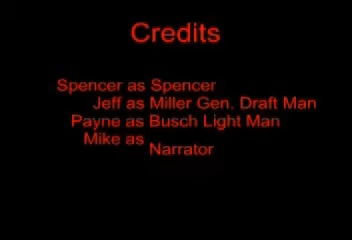 Credits
Spencer as Spencer
Jeff as Miller Gen. Draft Man
Payne as Busch Light Man
Mike as
Narrator